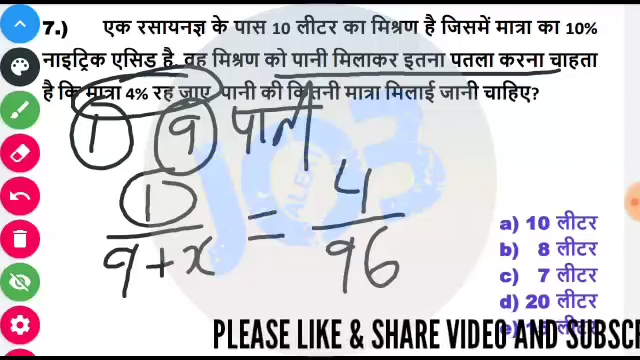 7.) एक रसायनज्ञ के पास 10 लीटर का मिश्रण है जिसमें मात्रा का 10%
नाइट्रिक एसिड है. वह मिश्रण को पानी मिलाकर इतना पतला करना चाहता
है कि मात्रा 4% रह जाए पानी की कितनी मात्रा मिलाई जानी चाहिए?
1 9 पानी
1/9+x = 4/96
a) 10 लीटर
b) 8 लीटर
c) 7 लीटर
d) 20 लीटर
PLEASE LIKE & SHARE VIDEO AND SUBSC